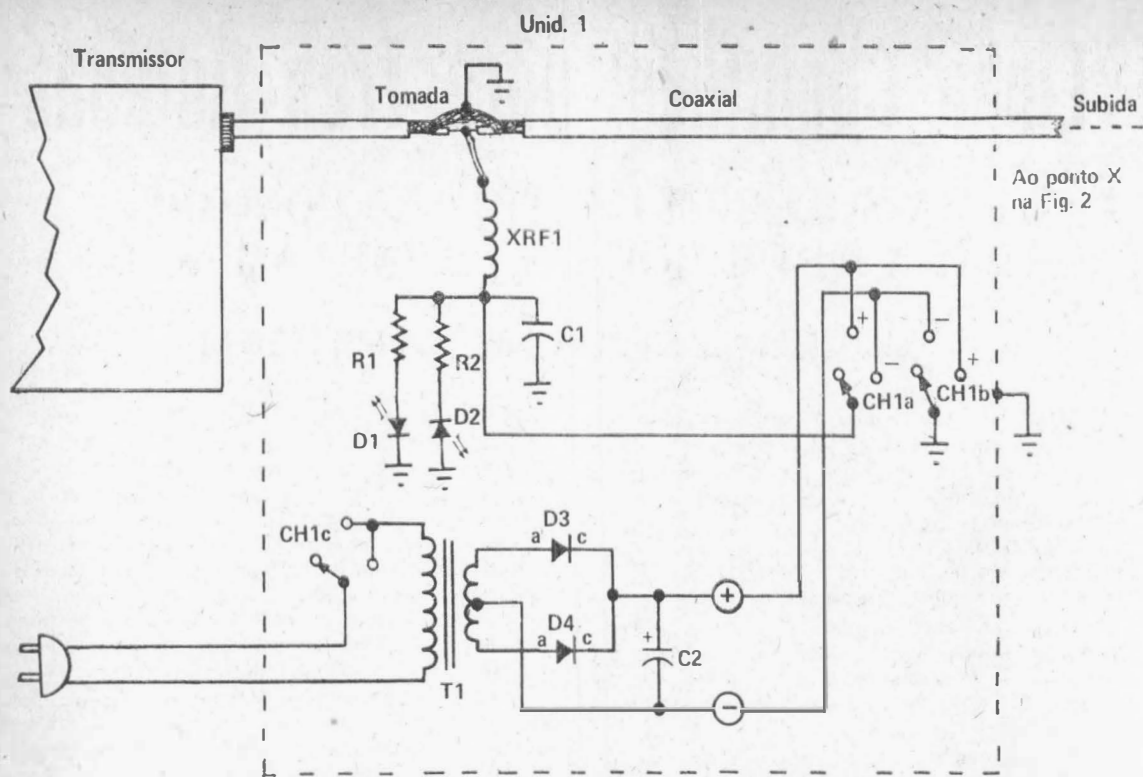 Unid. 1
Transmissor
Tomada
Coaxial
Subida
Ao ponto X
na Fig. 2
XRF1
R1
R2
C1
D1
D2
+
−
−
+
CH1a
CH1b
CH1c
D3
a
c
D4
a
c
T1
+
C2
+
−